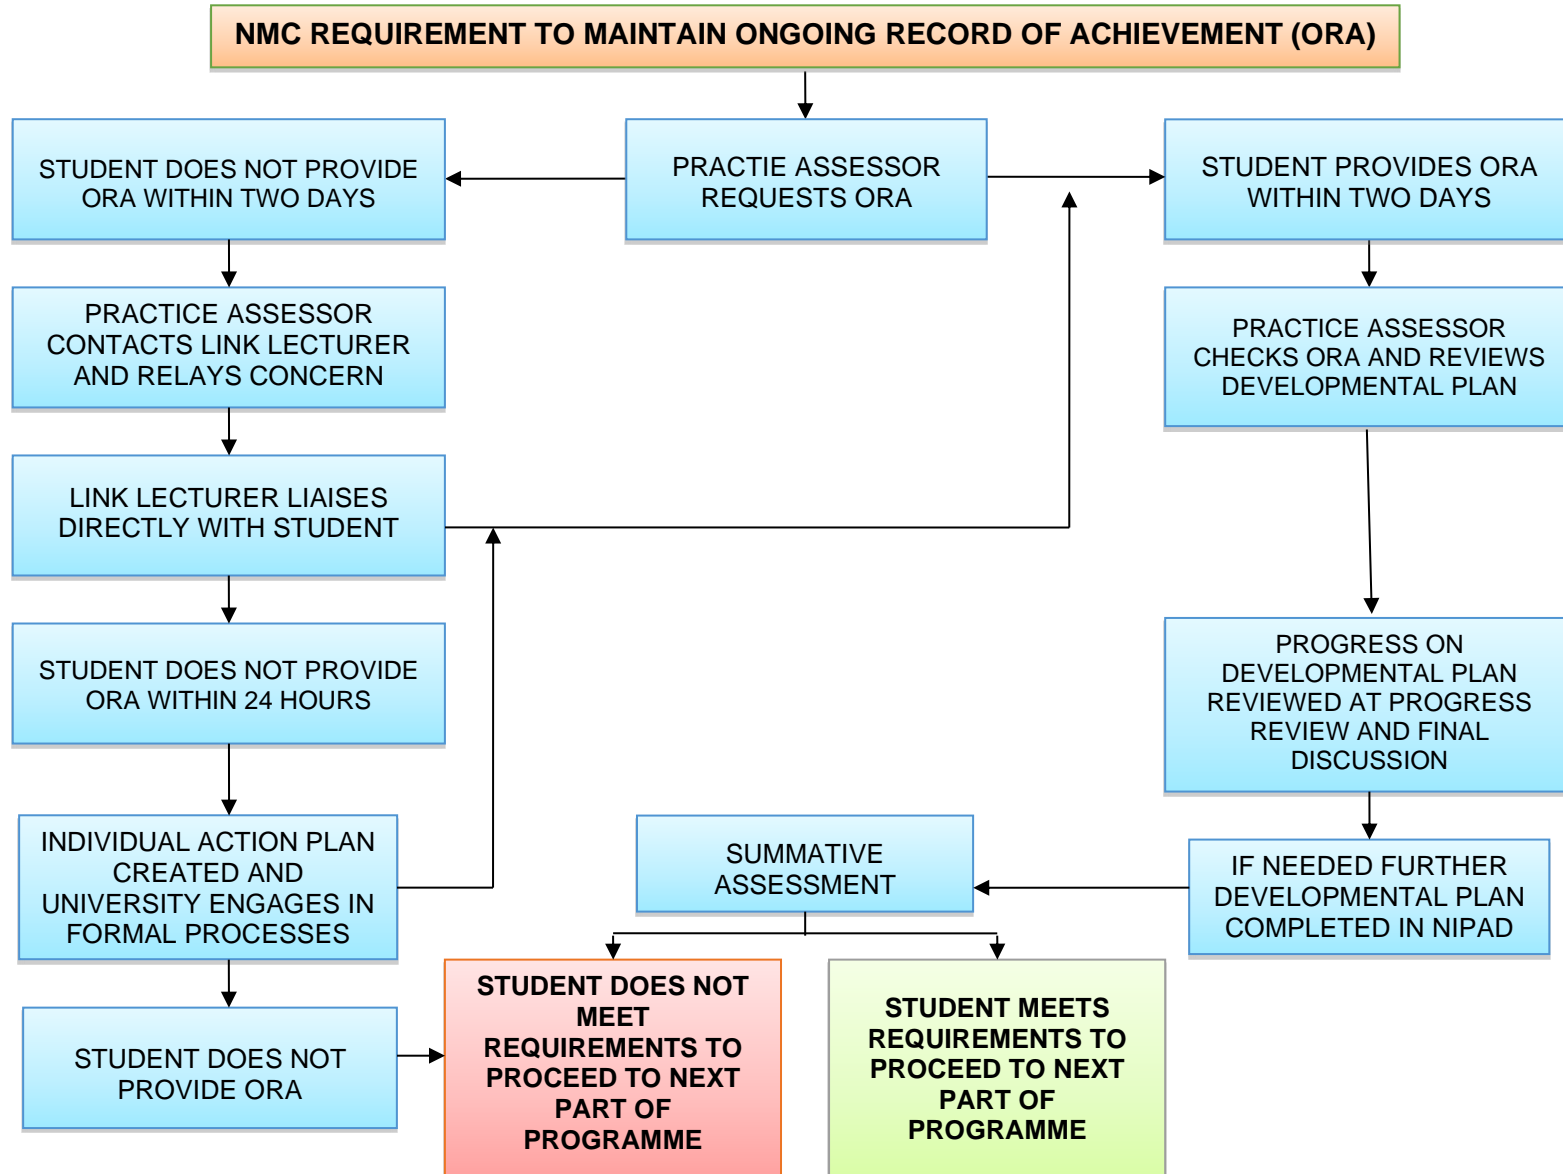 NMC REQUIREMENT TO MAINTAIN ONGOING RECORD OF ACHIEVEMENT (ORA)
STUDENT DOES NOT PROVIDE
ORA WITHIN TWO DAYS
PRACTIE ASSESSOR
REQUESTS ORA
STUDENT PROVIDES ORA
WITHIN TWO DAYS
PRACTICE ASSESSOR
CONTACTS LINK LECTURER
AND RELAYS CONCERN
PRACTICE ASSESSOR
CHECKS ORA AND REVIEWS
DEVELOPMENTAL PLAN
LINK LECTURER LIAISES
DIRECTLY WITH STUDENT
STUDENT DOES NOT PROVIDE
ORA WITHIN 24 HOURS
PROGRESS ON
DEVELOPMENTAL PLAN
REVIEWED AT PROGRESS
REVIEW AND FINAL
DISCUSSION
INDIVIDUAL ACTION PLAN
CREATED AND
UNIVERSITY ENGAGES IN
FORMAL PROCESSES
SUMMATIVE
ASSESSMENT
IF NEEDED FURTHER
DEVELOPMENTAL PLAN
COMPLETED IN NIPAD
STUDENT DOES NOT
PROVIDE ORA
STUDENT DOES NOT
MEET
REQUIREMENTS TO
PROCEED TO NEXT
PART OF
PROGRAMME
STUDENT MEETS
REQUIREMENTS TO
PROCEED TO NEXT
PART OF
PROGRAMME